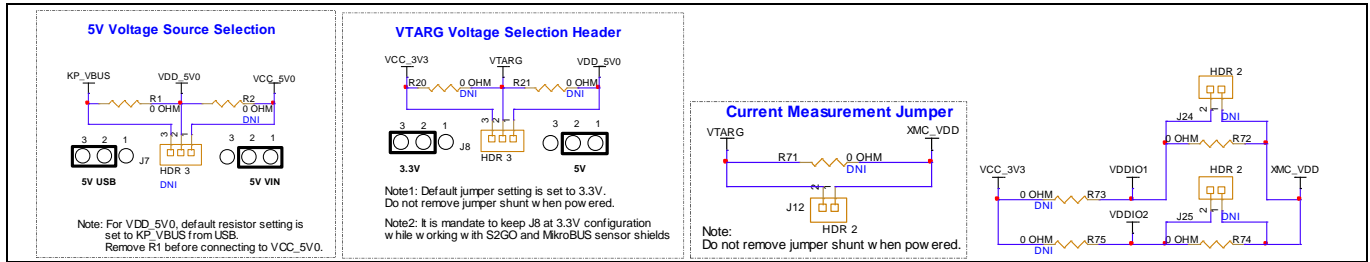 5V Voltage Source Selection
KP_VBUS
VDD_5V0
VCC_5V0
R1
0 OHM
R2
0 OHM
DNI
3 2 1
3 2 1
3 2 1
J7
HDR 3
DNI
5V USB
5V VIN
Note: For VDD_5V0, default resistor setting is
set to KP_VBUS from USB.
Remove R1 before connecting to VCC_5V0.
VTARG Voltage Selection Header
VCC_3V3
VTARG
VDD_5V0
R20
0 OHM
DNI
R21
0 OHM
DNI
3 2 1
3 2 1
3 2 1
J8
HDR 3
3.3V
5V
Note1: Default jumper setting is set to 3.3V.
Do not remove jumper shunt when powered.
Note2: It is mandate to keep J8 at 3.3V configuration
while working with S2GO and MikroBUS sensor shields
Current Measurement Jumper
VTARG
XMC_VDD
R71
0 OHM
DNI
2 1
J12
HDR 2
Note:
Do not remove jumper shunt when powered.
HDR 2
J24
2 1
DNI
0 OHM
R72
HDR 2
VCC_3V3
VDDIO1
XMC_VDD
0 OHM
DNI
R73
J25
2 1
DNI
VDDIO2
0 OHM
DNI
R75
0 OHM
R74